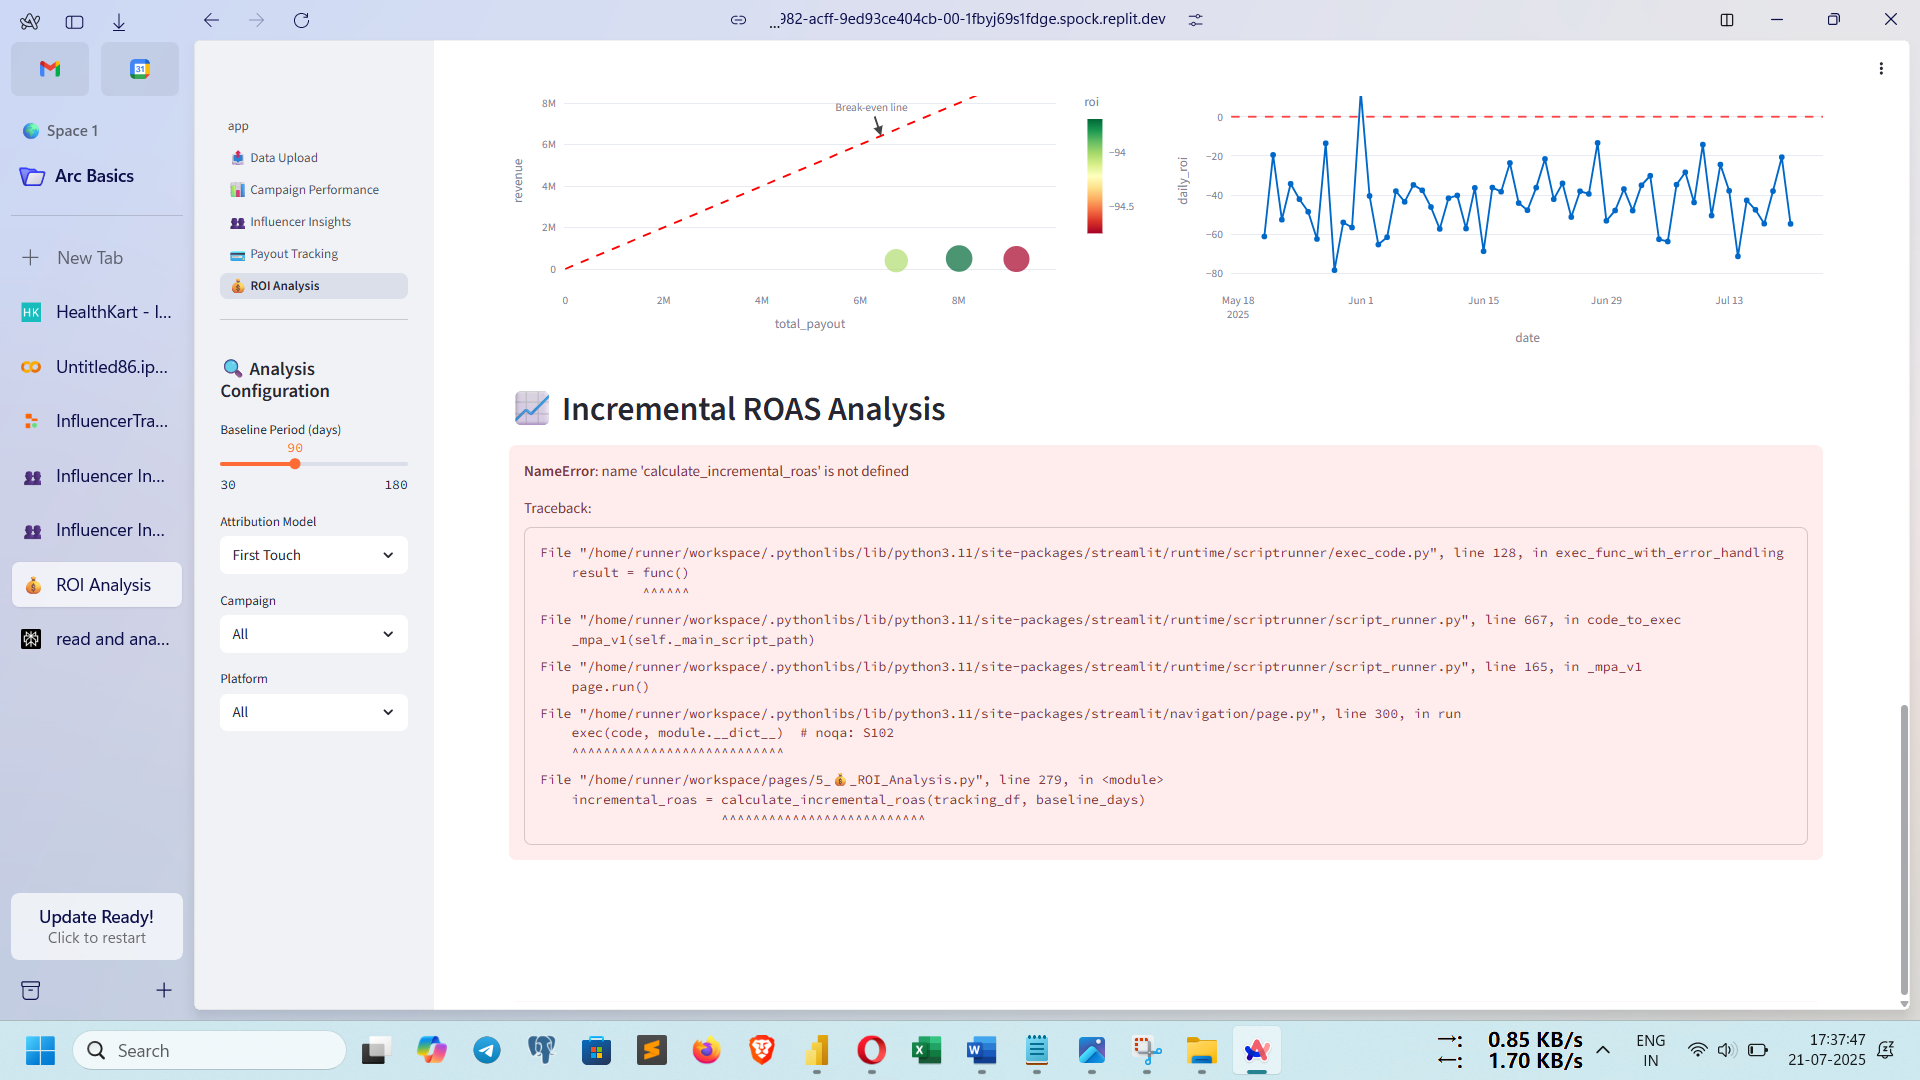 ...982-acff-9ed93ce404cb-00-1fbyj69s1fdge.spock.replit.dev
31
Space 1
Arc Basics
New Tab
HK HealthKart - I...
Untitled86.ip...
InfluencerTra...
Influencer In...
Influencer In...
ROI Analysis
read and ana...
Update Ready!
Click to restart
app
Data Upload
Campaign Performance
Influencer Insights
Payout Tracking
ROI Analysis
Analysis
Configuration
Baseline Period (days)
90
30 180
Attribution Model
First Touch
Campaign
All
Platform
All
8M
6M
4M
2M
0
revenue
Break-even line
0 2M 4M 6M 8M
total_payout
roi
−94
−94.5
0
−20
−40
−60
−80
daily_roi
May 18 Jun 1 Jun 15 Jun 29 Jul 13
2025
date
Incremental ROAS Analysis
NameError: name 'calculate_incremental_roas' is not defined
Traceback:
File "/home/runner/workspace/.pythonlibs/lib/python3.11/site-packages/streamlit/runtime/scriptrunner/exec_code.py", line 128, in exec_func_with_error_handling
result = func()
^^^^^^
File "/home/runner/workspace/.pythonlibs/lib/python3.11/site-packages/streamlit/runtime/scriptrunner/script_runner.py", line 667, in code_to_exec
_mpa_v1(self._main_script_path)
File "/home/runner/workspace/.pythonlibs/lib/python3.11/site-packages/streamlit/runtime/scriptrunner/script_runner.py", line 165, in _mpa_v1
page.run()
File "/home/runner/workspace/.pythonlibs/lib/python3.11/site-packages/streamlit/navigation/page.py", line 300, in run
exec(code, module.__dict__)  # noqa: S102
^^^^^^^^^^^^^^^^^^^^^^^^^^^
File "/home/runner/workspace/pages/5_💰_ROI_Analysis.py", line 279, in <module>
incremental_roas = calculate_incremental_roas(tracking_df, baseline_days)
^^^^^^^^^^^^^^^^^^^^^^^^^^
Search
→: 0.85 KB/s
←: 1.70 KB/s
ENG
IN
17:37:47
21-07-2025